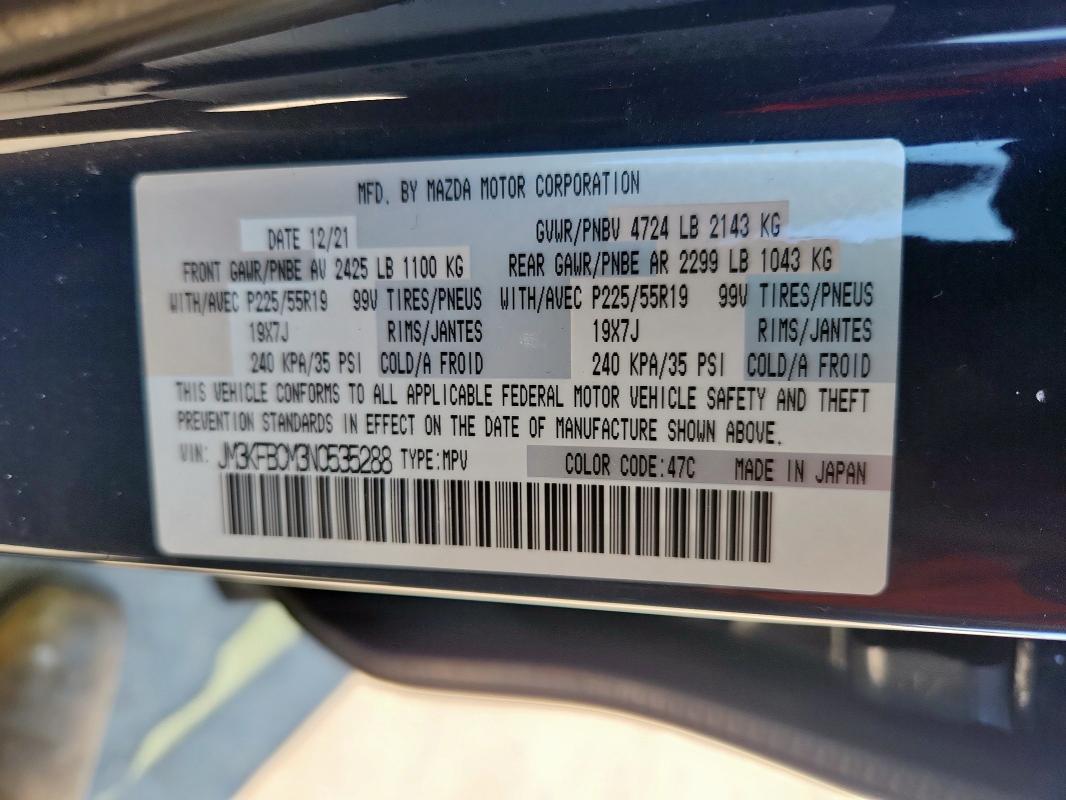 MFD. BY MAZDA MOTOR CORPORATION
DATE 12/21 GVWR/PNBV 4724 LB 2143 KG
FRONT GAWR/PNBE AV 2425 LB 1100 KG REAR GAWR/PNBE AR 2299 LB 1043 KG
WITH/AVEC P225/55R19 99V TIRES/PNEUS WITH/AVEC P225/55R19 99V TIRES/PNEUS
19X7J RIMS/JANTES 19X7J RIMS/JANTES
240 KPA/35 PSI COLD/A FROID 240 KPA/35 PSI COLD/A FROID
THIS VEHICLE CONFORMS TO ALL APPLICABLE FEDERAL MOTOR VEHICLE SAFETY AND THEFT
PREVENTION STANDARDS IN EFFECT ON THE DATE OF MANUFACTURE SHOWN ABOVE.
VIN: JM3KFBCM3N0535288 TYPE:MPV COLOR CODE:47C MADE IN JAPAN